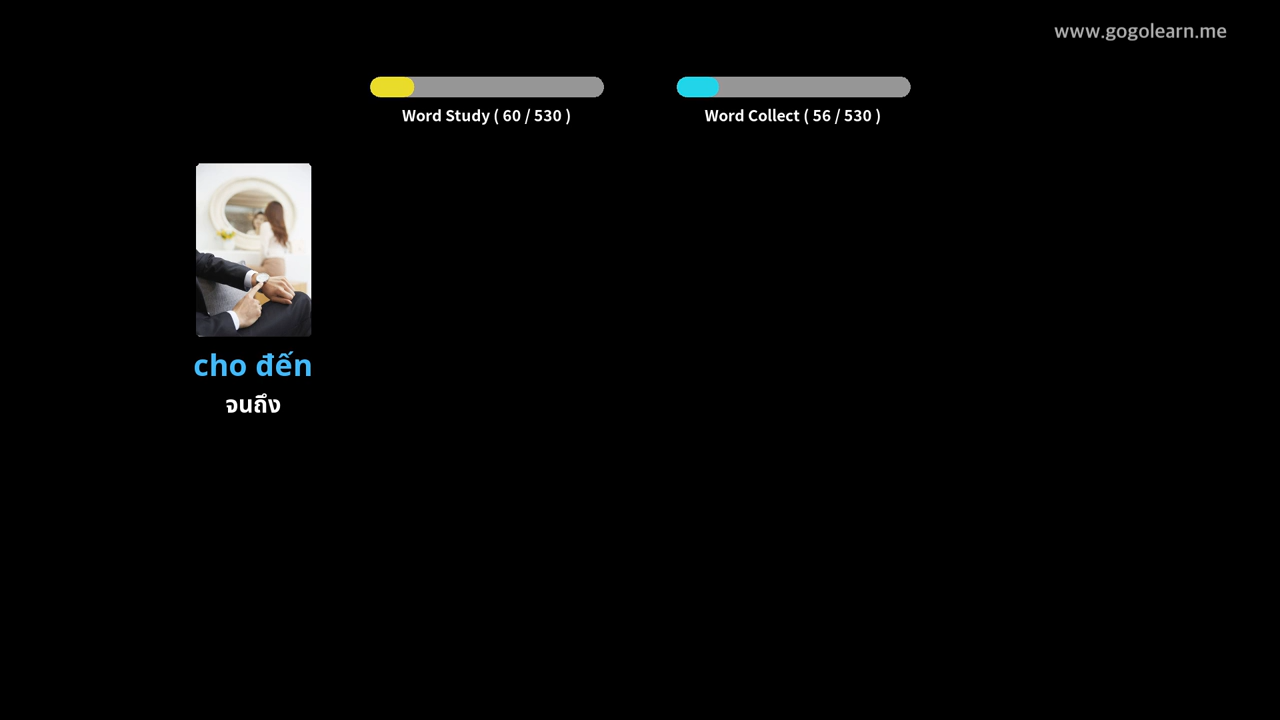 www.gogolearn.me
Word Study ( 60 / 530 )
Word Collect ( 56 / 530 )
cho đến
จนถึง